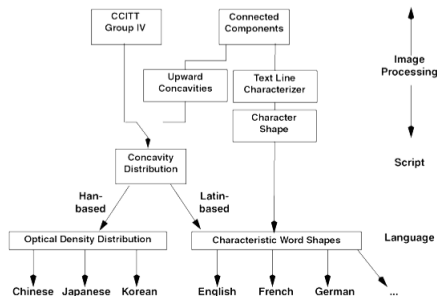 CCITT
Group IV
Connected
Components
Image
Processing
Upward
Concavities
Text Line
Characterizer
Character
Shape
Concavity
Distribution
Script
Han-
based
Latin-
based
Optical Density Distribution
Characteristic Word Shapes
Language
Chinese Japanese Korean English French German ...